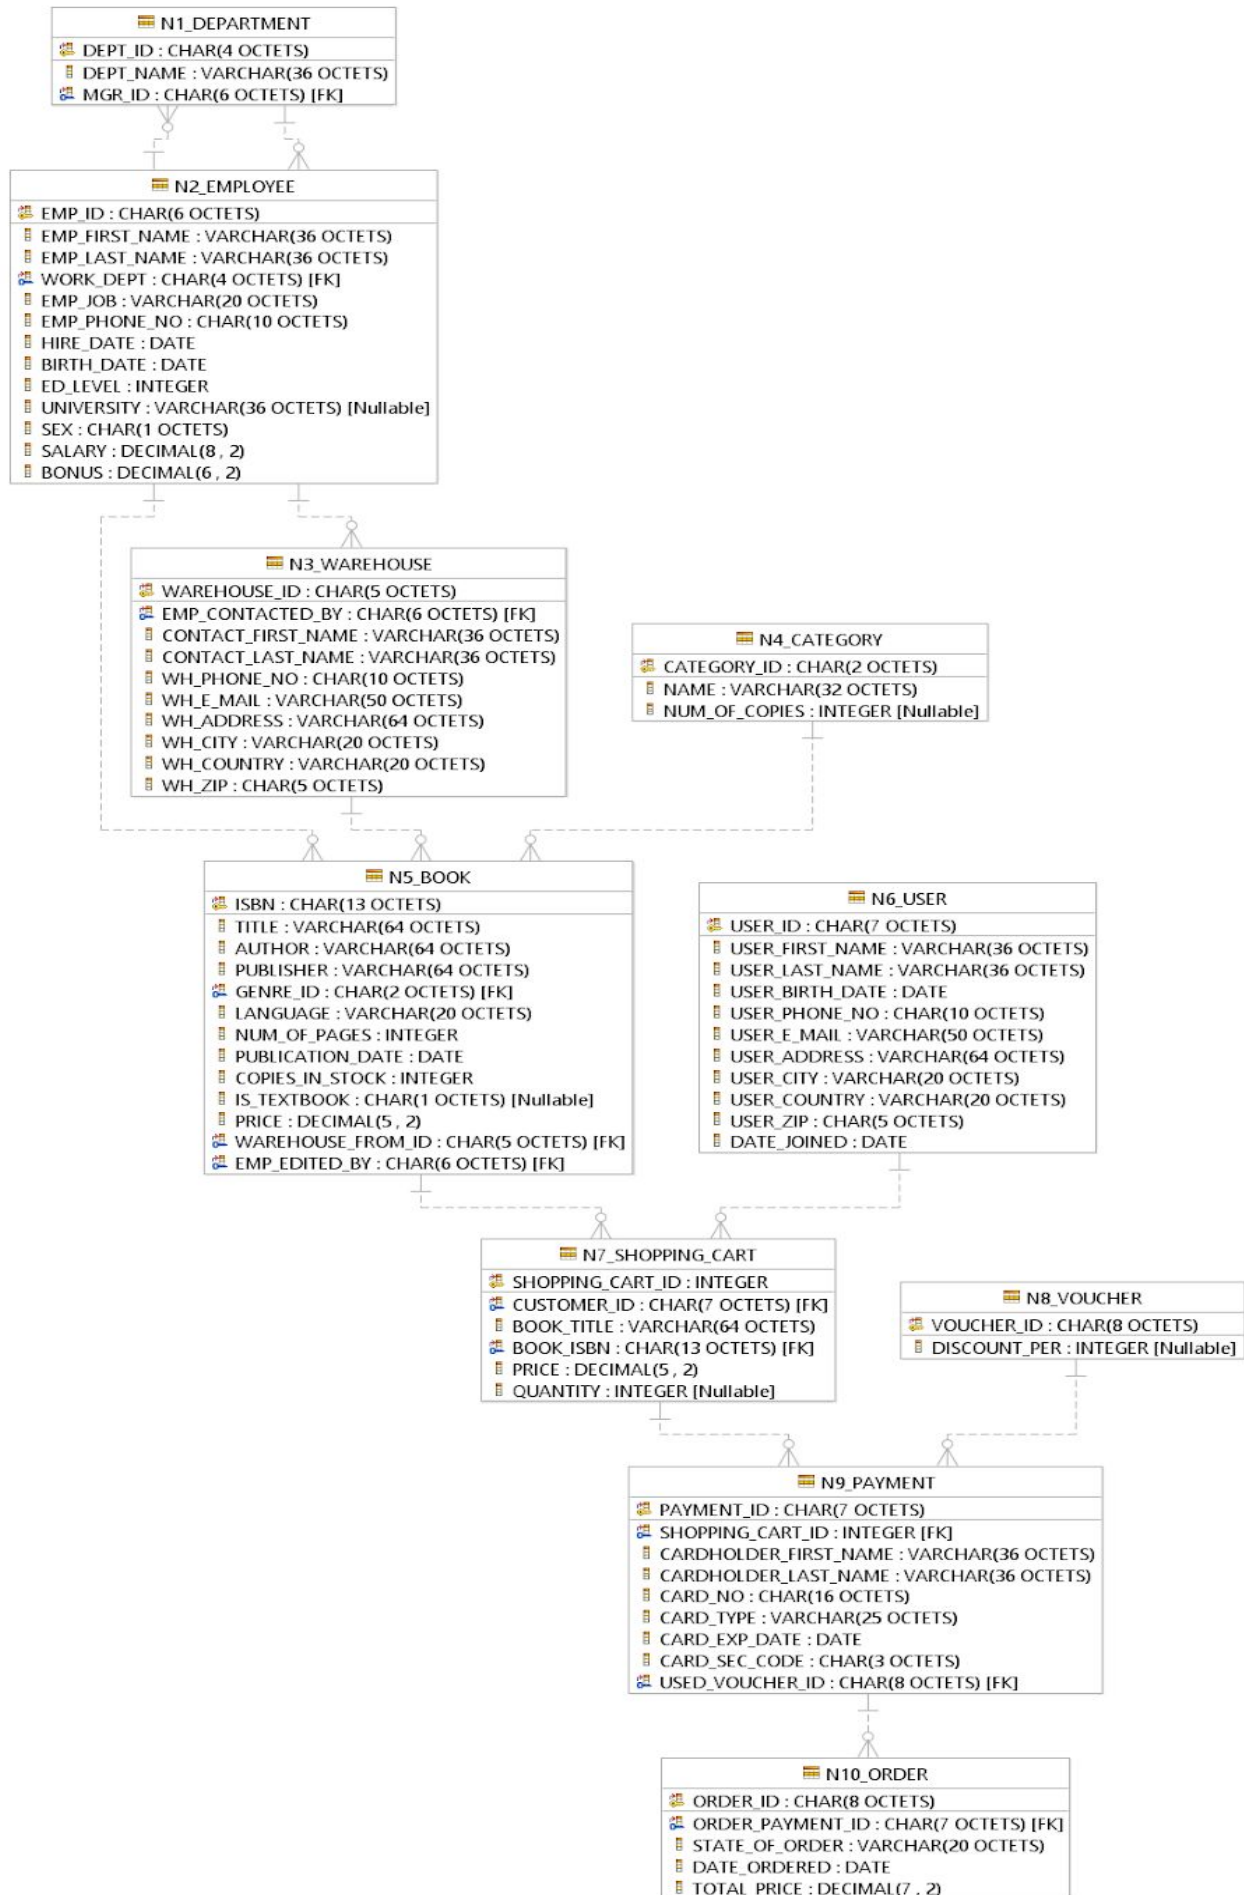 N1_DEPARTMENT
DEPT_ID : CHAR(4 OCTETS)
DEPT_NAME : VARCHAR(36 OCTETS)
MGR_ID : CHAR(6 OCTETS) [FK]
N2_EMPLOYEE
EMP_ID : CHAR(6 OCTETS)
EMP_FIRST_NAME : VARCHAR(36 OCTETS)
EMP_LAST_NAME : VARCHAR(36 OCTETS)
WORK_DEPT : CHAR(4 OCTETS) [FK]
EMP_JOB : VARCHAR(20 OCTETS)
EMP_PHONE_NO : CHAR(10 OCTETS)
HIRE_DATE : DATE
BIRTH_DATE : DATE
ED_LEVEL : INTEGER
UNIVERSITY : VARCHAR(36 OCTETS) [Nullable]
SEX : CHAR(1 OCTETS)
SALARY : DECIMAL(8 , 2)
BONUS : DECIMAL(6 , 2)
N3_WAREHOUSE
WAREHOUSE_ID : CHAR(5 OCTETS)
EMP_CONTACTED_BY : CHAR(6 OCTETS) [FK]
CONTACT_FIRST_NAME : VARCHAR(36 OCTETS)
CONTACT_LAST_NAME : VARCHAR(36 OCTETS)
WH_PHONE_NO : CHAR(10 OCTETS)
WH_E_MAIL : VARCHAR(50 OCTETS)
WH_ADDRESS : VARCHAR(64 OCTETS)
WH_CITY : VARCHAR(20 OCTETS)
WH_COUNTRY : VARCHAR(20 OCTETS)
WH_ZIP : CHAR(5 OCTETS)
N4_CATEGORY
CATEGORY_ID : CHAR(2 OCTETS)
NAME : VARCHAR(32 OCTETS)
NUM_OF_COPIES : INTEGER [Nullable]
N5_BOOK
ISBN : CHAR(13 OCTETS)
TITLE : VARCHAR(64 OCTETS)
AUTHOR : VARCHAR(64 OCTETS)
PUBLISHER : VARCHAR(64 OCTETS)
GENRE_ID : CHAR(2 OCTETS) [FK]
LANGUAGE : VARCHAR(20 OCTETS)
NUM_OF_PAGES : INTEGER
PUBLICATION_DATE : DATE
COPIES_IN_STOCK : INTEGER
IS_TEXTBOOK : CHAR(1 OCTETS) [Nullable]
PRICE : DECIMAL(5 , 2)
WAREHOUSE_FROM_ID : CHAR(5 OCTETS) [FK]
EMP_EDITED_BY : CHAR(6 OCTETS) [FK]
N6_USER
USER_ID : CHAR(7 OCTETS)
USER_FIRST_NAME : VARCHAR(36 OCTETS)
USER_LAST_NAME : VARCHAR(36 OCTETS)
USER_BIRTH_DATE : DATE
USER_PHONE_NO : CHAR(10 OCTETS)
USER_E_MAIL : VARCHAR(50 OCTETS)
USER_ADDRESS : VARCHAR(64 OCTETS)
USER_CITY : VARCHAR(20 OCTETS)
USER_COUNTRY : VARCHAR(20 OCTETS)
USER_ZIP : CHAR(5 OCTETS)
DATE_JOINED : DATE
N7_SHOPPING_CART
SHOPPING_CART_ID : INTEGER
CUSTOMER_ID : CHAR(7 OCTETS) [FK]
BOOK_TITLE : VARCHAR(64 OCTETS)
BOOK_ISBN : CHAR(13 OCTETS) [FK]
PRICE : DECIMAL(5 , 2)
QUANTITY : INTEGER [Nullable]
N8_VOUCHER
VOUCHER_ID : CHAR(8 OCTETS)
DISCOUNT_PER : INTEGER [Nullable]
N9_PAYMENT
PAYMENT_ID : CHAR(7 OCTETS)
SHOPPING_CART_ID : INTEGER [FK]
CARDHOLDER_FIRST_NAME : VARCHAR(36 OCTETS)
CARDHOLDER_LAST_NAME : VARCHAR(36 OCTETS)
CARD_NO : CHAR(16 OCTETS)
CARD_TYPE : VARCHAR(25 OCTETS)
CARD_EXP_DATE : DATE
CARD_SEC_CODE : CHAR(3 OCTETS)
USED_VOUCHER_ID : CHAR(8 OCTETS) [FK]
N10_ORDER
ORDER_ID : CHAR(8 OCTETS)
ORDER_PAYMENT_ID : CHAR(7 OCTETS) [FK]
STATE_OF_ORDER : VARCHAR(20 OCTETS)
DATE_ORDERED : DATE
TOTAL_PRICE : DECIMAL(7 , 2)